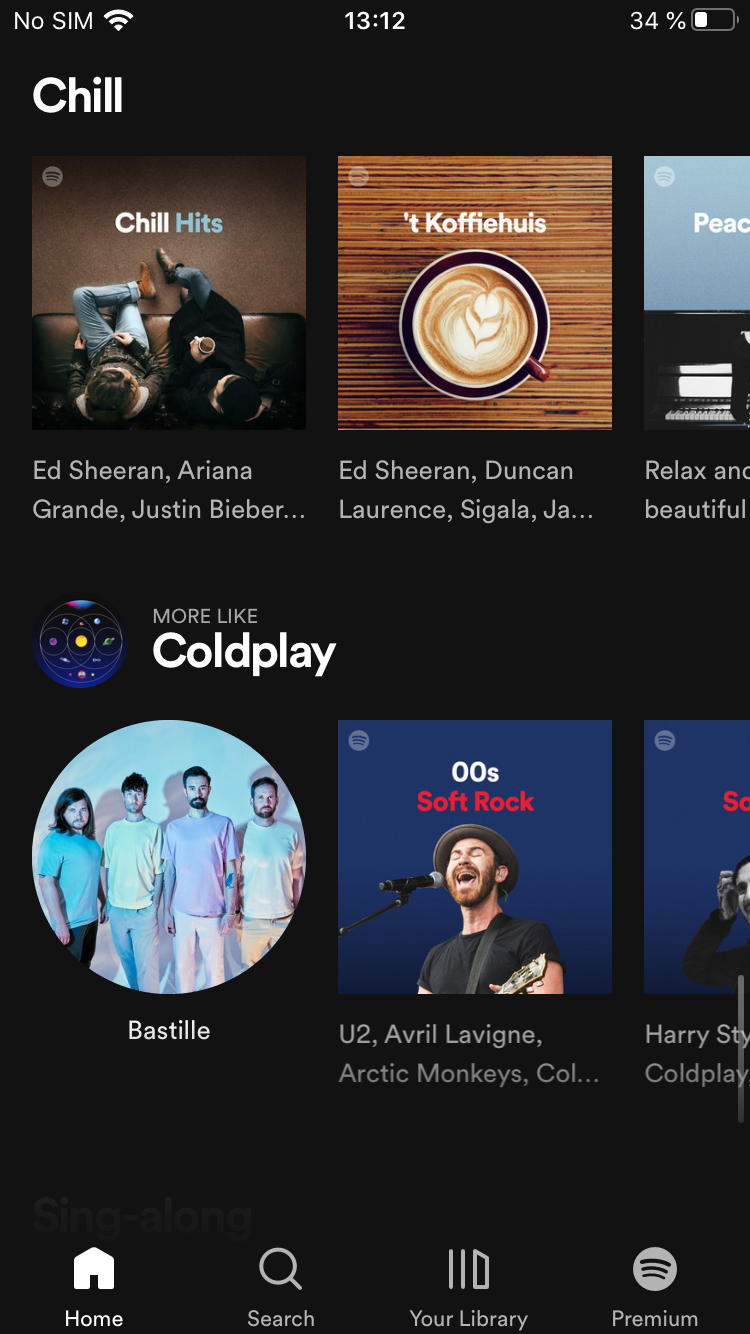 No SIM 13:12 34 %
Chill
Chill Hits
't Koffiehuis
Peac
Ed Sheeran, Ariana
Grande, Justin Bieber...
Ed Sheeran, Duncan
Laurence, Sigala, Ja...
Relax and
beautiful
MORE LIKE
Coldplay
Bastille
00s
Soft Rock
So
U2, Avril Lavigne,
Arctic Monkeys, Col...
Harry Sty
Coldplay,
Sing-along
Home
Search
Your Library
Premium